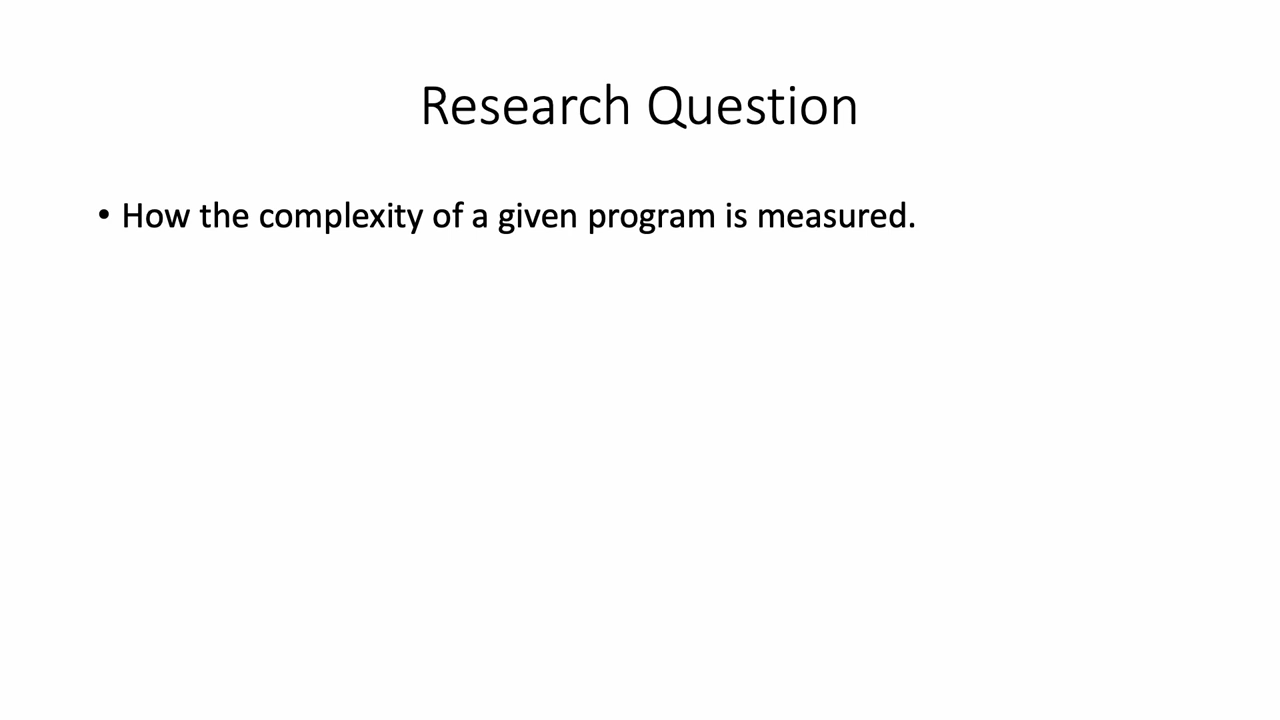 Research Question
• How the complexity of a given program is measured.